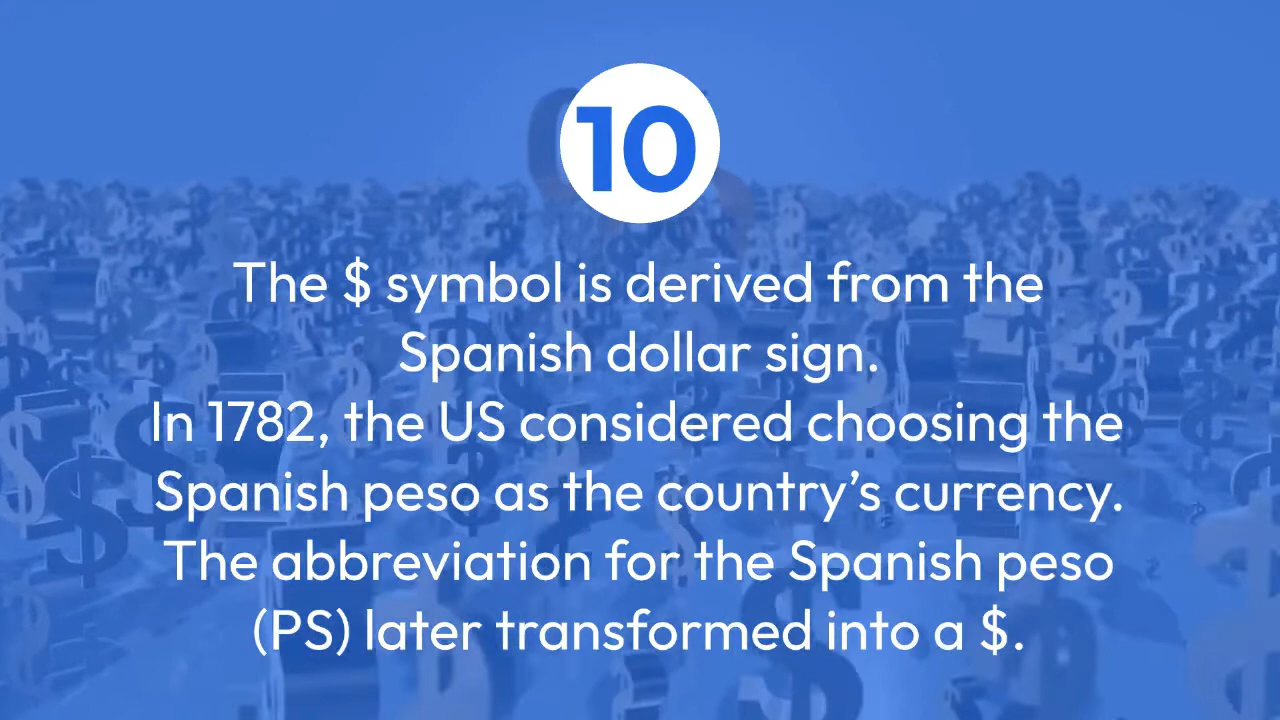 10
The $ symbol is derived from the
Spanish dollar sign.
In 1782, the US considered choosing the
Spanish peso as the country’s currency.
The abbreviation for the Spanish peso
(PS) later transformed into a $.